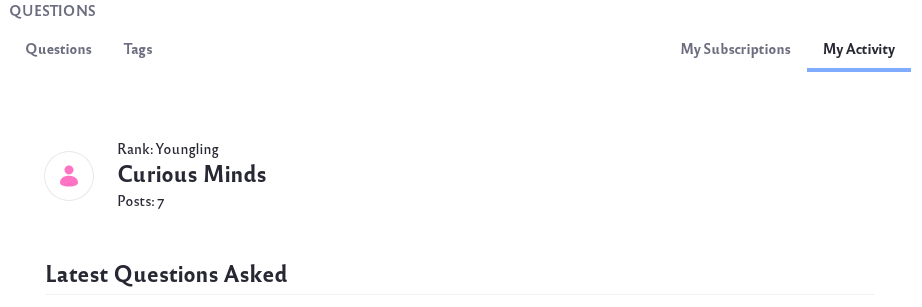 QUESTIONS
Questions Tags My Subscriptions My Activity
Rank: Youngling
Curious Minds
Posts: 7
Latest Questions Asked